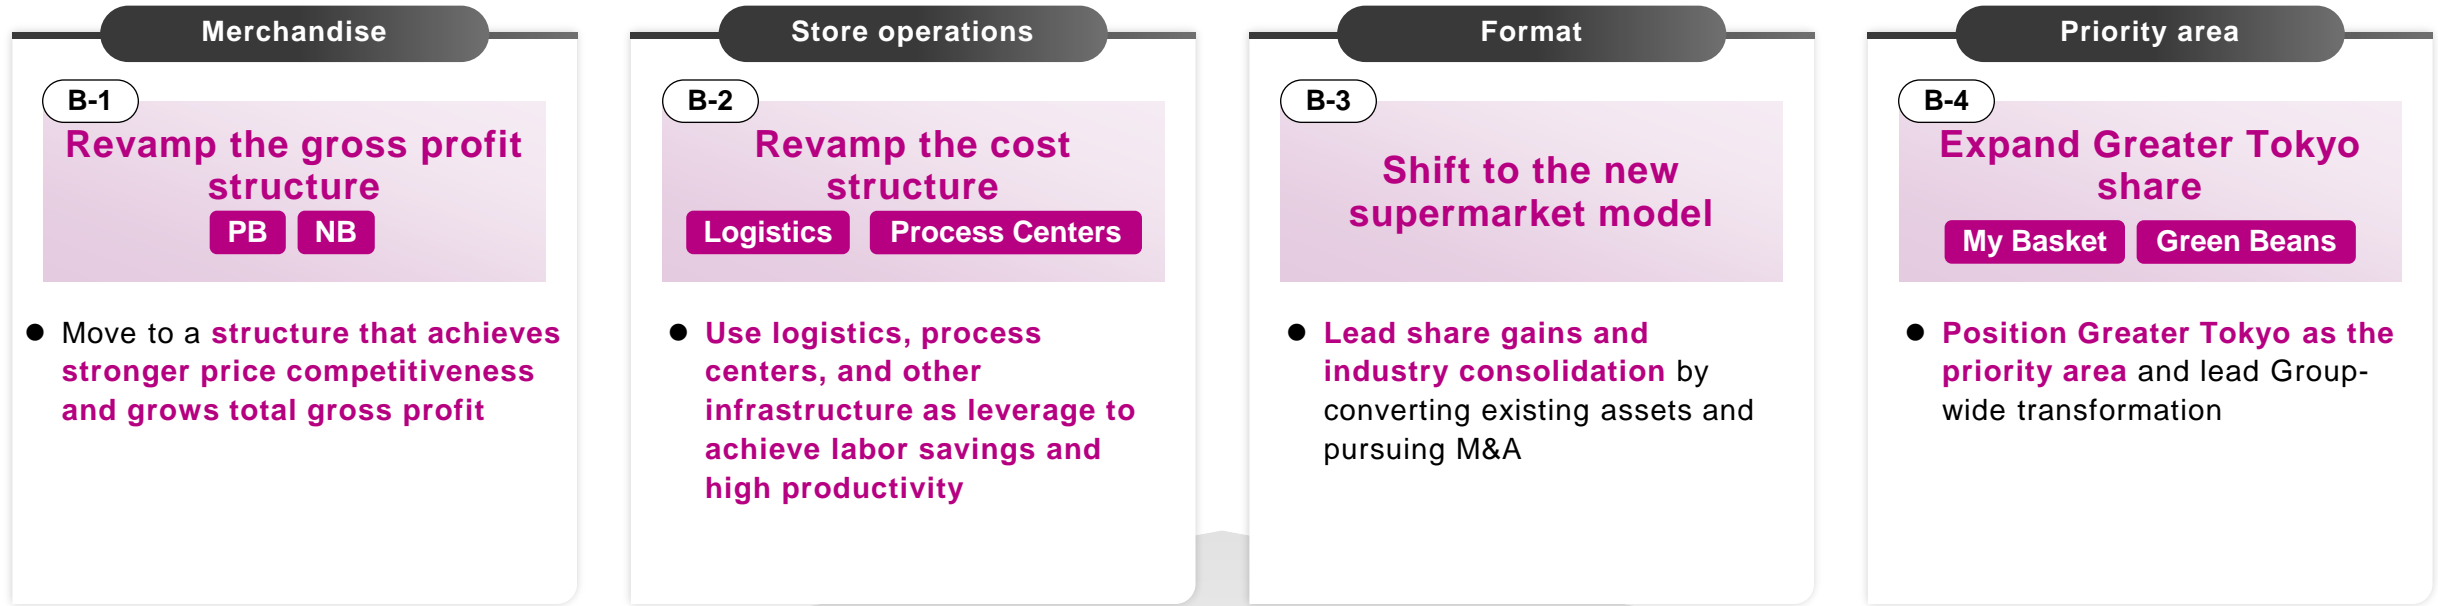 Merchandise
B-1
Revamp the gross profit
structure
PB NB
● Move to a structure that achieves
stronger price competitiveness
and grows total gross profit
Store operations
B-2
Revamp the cost
structure
Logistics Process Centers
● Use logistics, process
centers, and other
infrastructure as leverage to
achieve labor savings and
high productivity
Format
B-3
Shift to the new
supermarket model
● Lead share gains and
industry consolidation by
converting existing assets and
pursuing M&A
Priority area
B-4
Expand Greater Tokyo
share
My Basket Green Beans
● Position Greater Tokyo as the
priority area and lead Group-
wide transformation